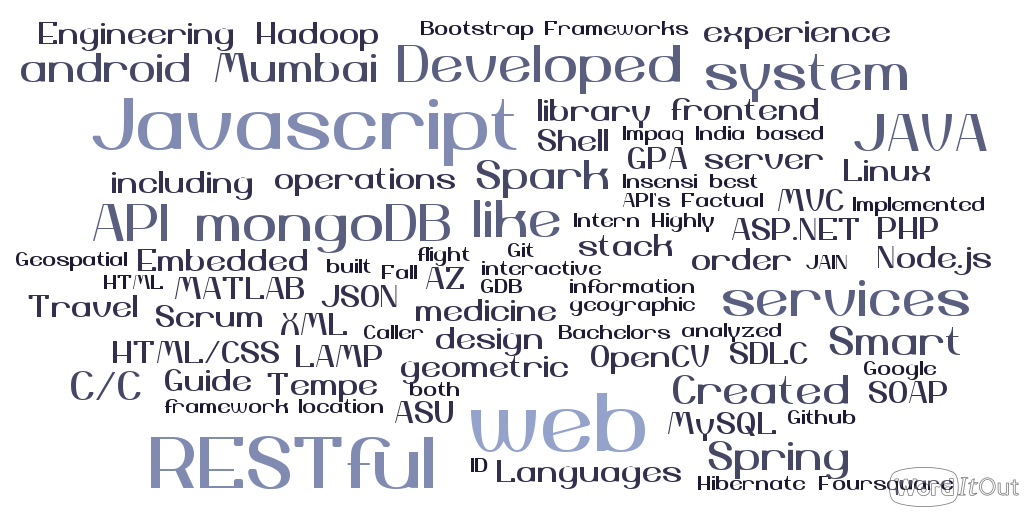 Engineering Hadoop Bootstrap Frameworks experience
android Mumbai Developed system
Javascript library frontend JAVA
Shell Impaq India based
GPA server Linux
including operations Spark Insensi best
API mongoDB like API's Factual MVC Implemented
Intern Highly ASP.NET PHP
Geospatial Embedded built flight Git stack order JAIN Node.js
Fall AZ interactive
HTML MATLAB JSON GDB information
Travel Scrum XML medicine geographic services
Caller design Bachelors analyzed Smart
HTML/CSS LAMP geometric OpenCV SDLC
C/C Guide Tempe both Created Google SOAP
framework location ASU web MySQL Github
RESTful Spring
ID Languages Hibernate Foursquare
WordItOut